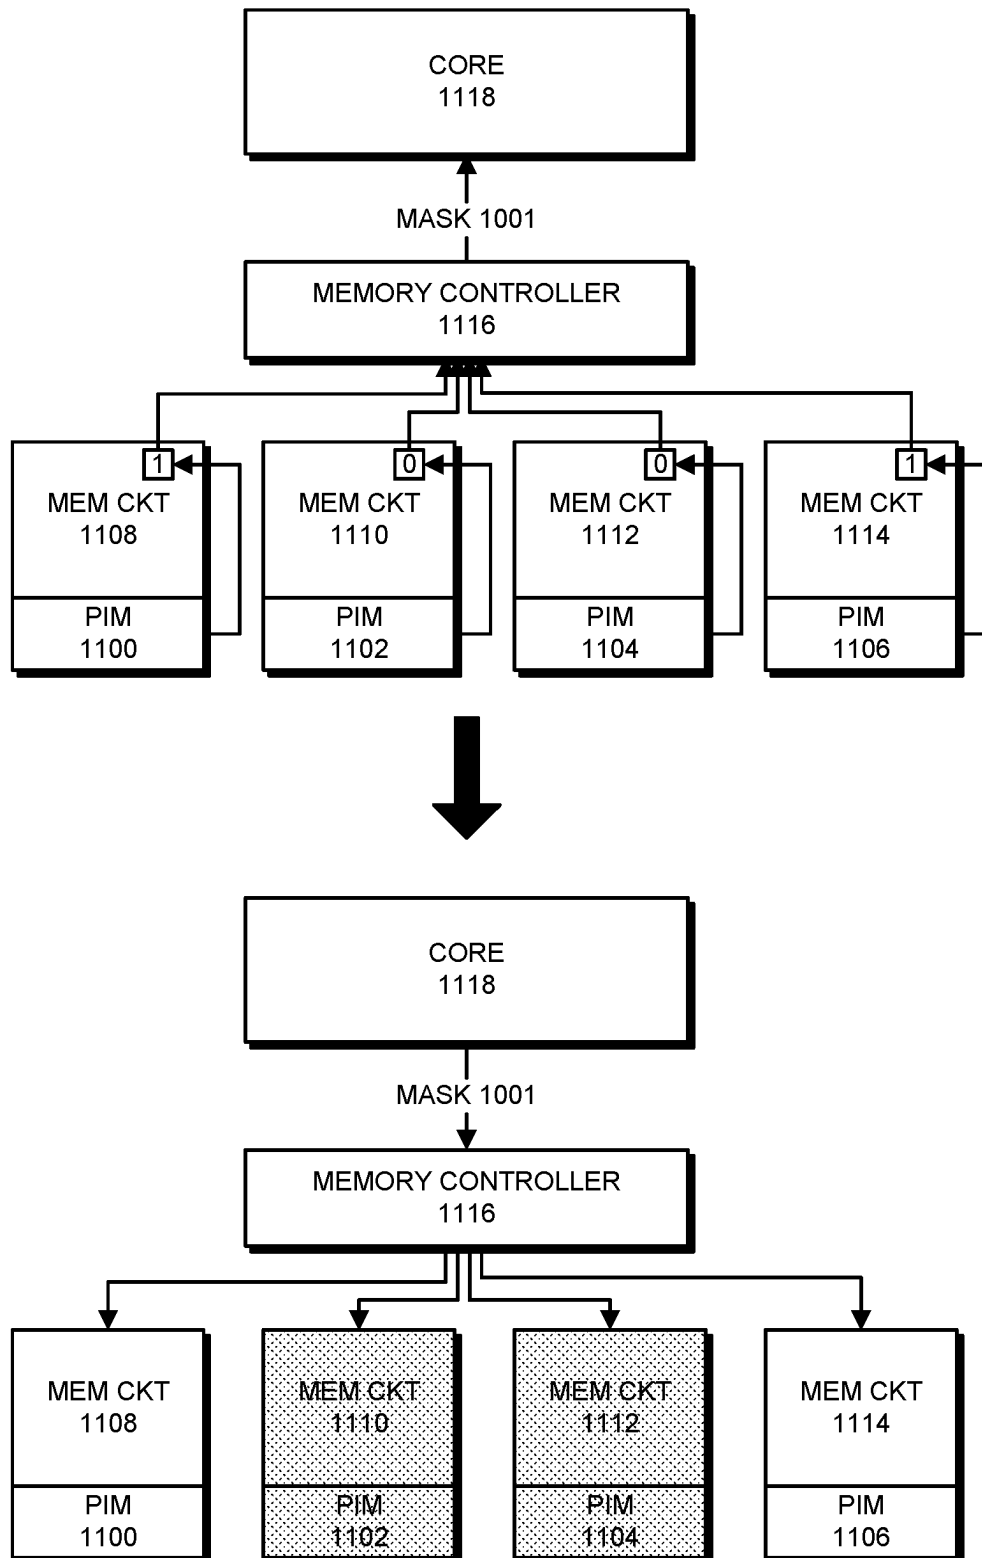 CORE
1118
MASK 1001
MEMORY CONTROLLER
1116
1 0 0 1
MEM CKT MEM CKT MEM CKT MEM CKT
1108 1110 1112 1114
PIM PIM PIM PIM
1100 1102 1104 1106
CORE
1118
MASK 1001
MEMORY CONTROLLER
1116
MEM CKT MEM CKT MEM CKT MEM CKT
1108 1110 1112 1114
PIM PIM PIM PIM
1100 1102 1104 1106